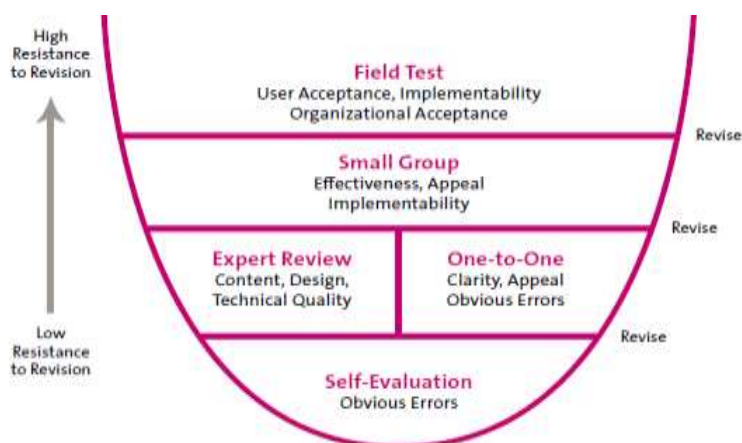 High
Resistance
to Revision
Field Test
User Acceptance, Implementability
Organizational Acceptance
Revise
Small Group
Effectiveness, Appeal
Implementability
Revise
Expert Review
Content, Design,
Technical Quality
One-to-One
Clarity, Appeal
Obvious Errors
Low
Resistance
to Revision
Revise
Self-Evaluation
Obvious Errors